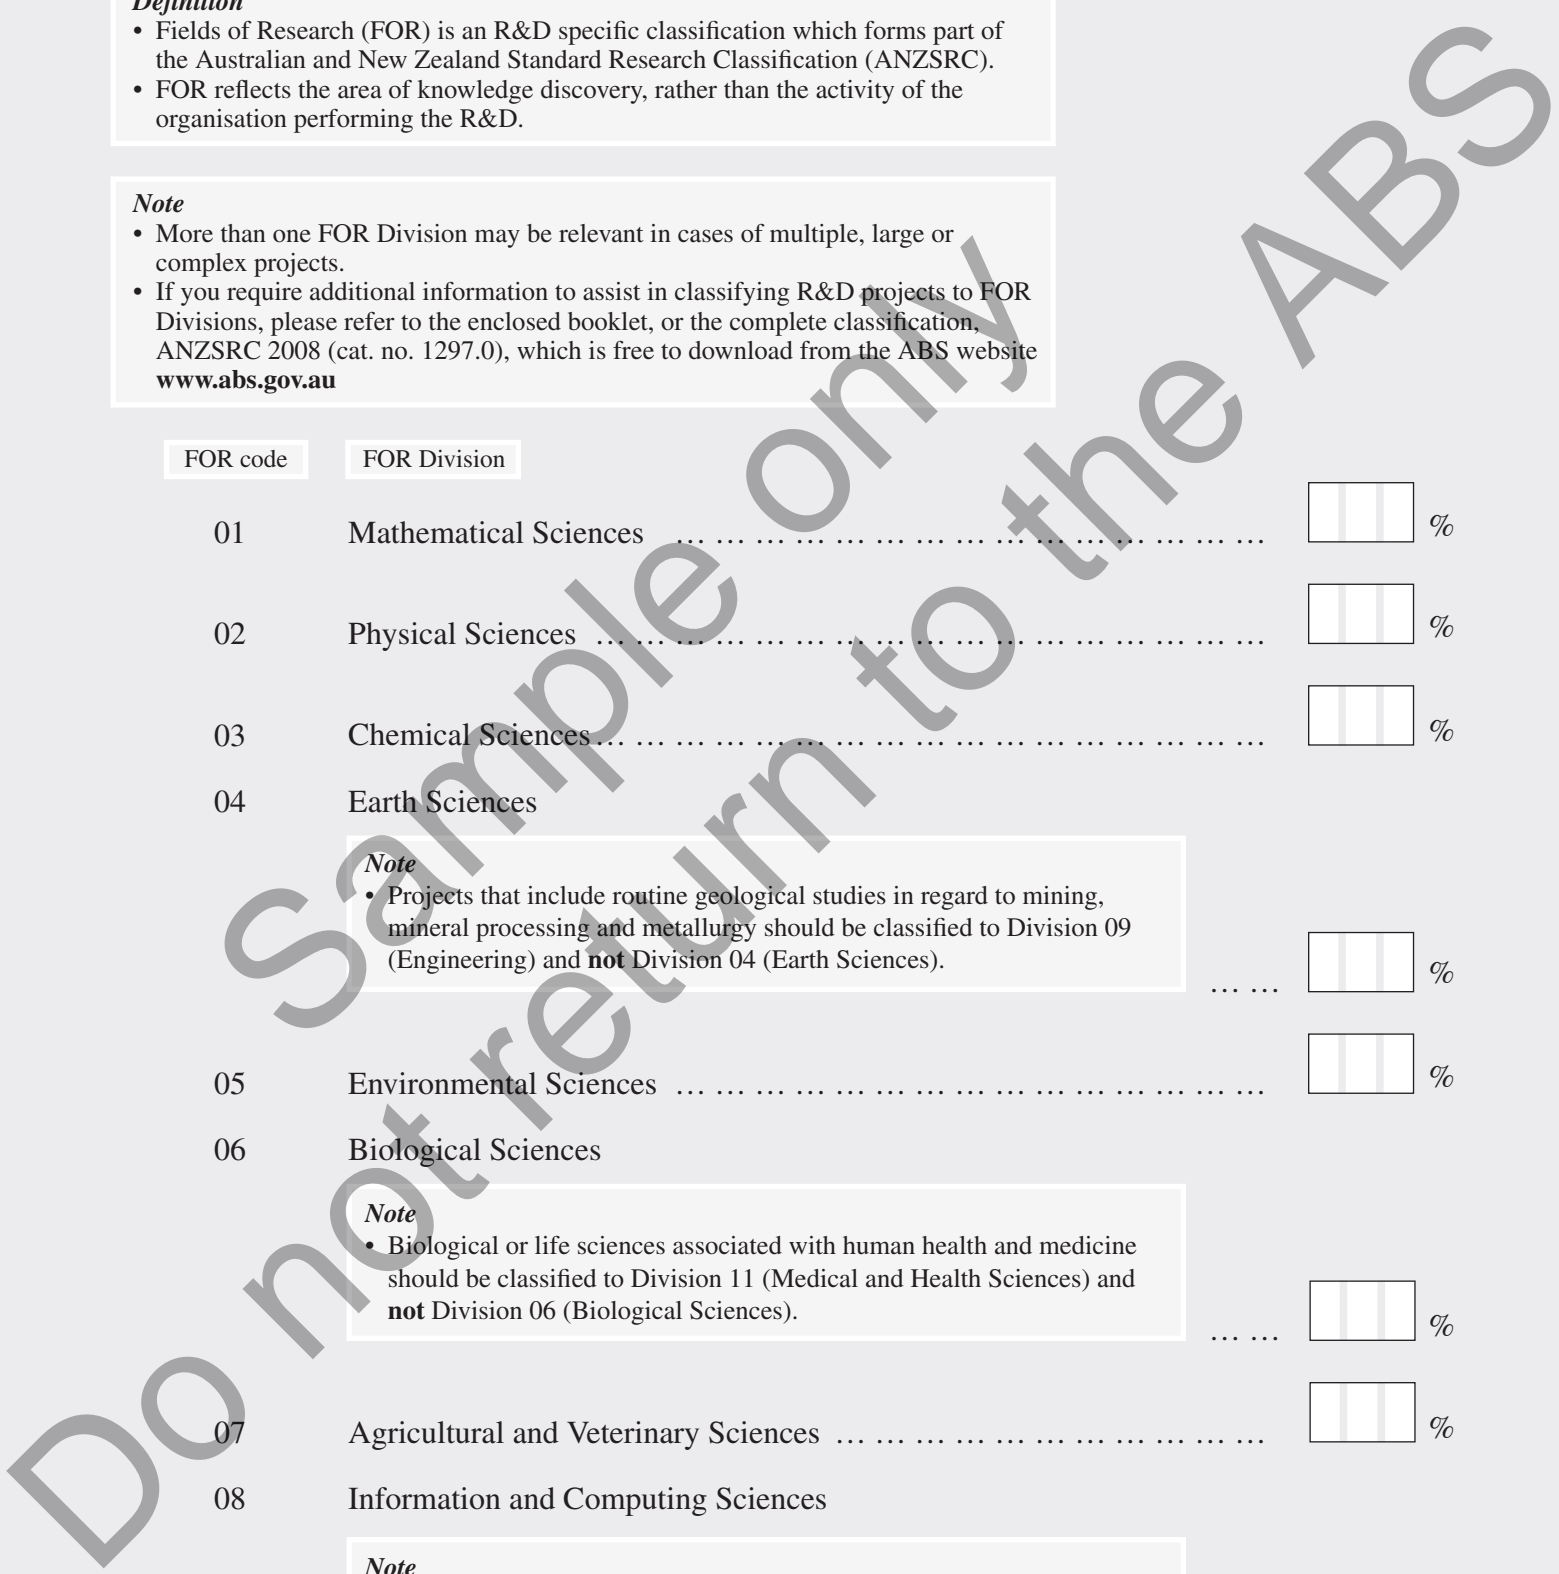 Definition
• Fields of Research (FOR) is an R&D specific classification which forms part of
the Australian and New Zealand Standard Research Classification (ANZSRC).
• FOR reflects the area of knowledge discovery, rather than the activity of the
organisation performing the R&D.
Note
• More than one FOR Division may be relevant in cases of multiple, large or
complex projects.
• If you require additional information to assist in classifying R&D projects to FOR
Divisions, please refer to the enclosed booklet, or the complete classification,
ANZSRC 2008 (cat. no. 1297.0), which is free to download from the ABS website
www.abs.gov.au
FOR code FOR Division
01 Mathematical Sciences ... ... ... ... ... ... ... ... ... ... ... ... ... ... ... %
02 Physical Sciences ... ... ... ... ... ... ... ... ... ... ... ... ... ... ... ... ... %
03 Chemical Sciences ... ... ... ... ... ... ... ... ... ... ... ... ... ... ... ... ... %
04 Earth Sciences
Note
• Projects that include routine geological studies in regard to mining,
mineral processing and metallurgy should be classified to Division 09
(Engineering) and not Division 04 (Earth Sciences).
... ... %
05 Environmental Sciences ... ... ... ... ... ... ... ... ... ... ... ... ... ... ... %
06 Biological Sciences
Note
• Biological or life sciences associated with human health and medicine
should be classified to Division 11 (Medical and Health Sciences) and
not Division 06 (Biological Sciences).
... ... %
07 Agricultural and Veterinary Sciences ... ... ... ... ... ... ... ... ... ... ... %
08 Information and Computing Sciences
Note
Sample only
Do not return to the ABS